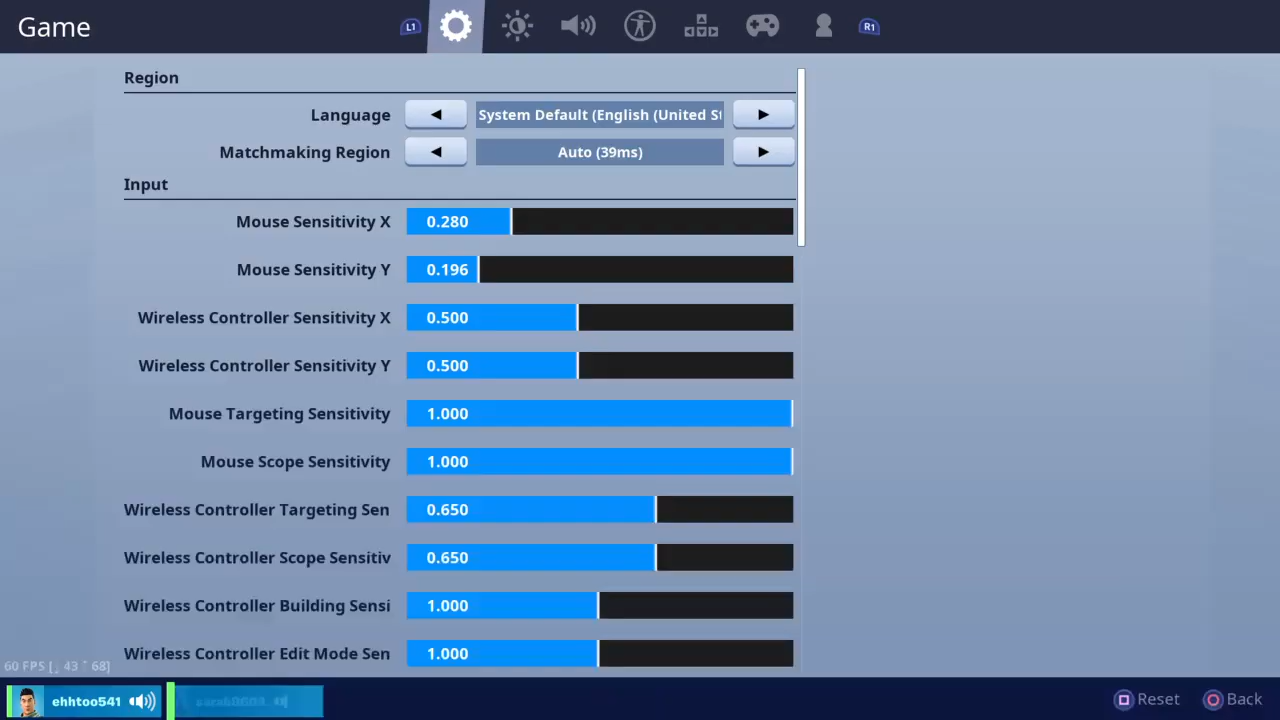 Game
L1
R1
Region
Language System Default (English (United St
Matchmaking Region Auto (39ms)
Input
Mouse Sensitivity X 0.280
Mouse Sensitivity Y 0.196
Wireless Controller Sensitivity X 0.500
Wireless Controller Sensitivity Y 0.500
Mouse Targeting Sensitivity 1.000
Mouse Scope Sensitivity 1.000
Wireless Controller Targeting Sen 0.650
Wireless Controller Scope Sensitiv 0.650
Wireless Controller Building Sensi 1.000
Wireless Controller Edit Mode Sen 1.000
60 FPS [ 43 68]
ehhtoo541
Reset
Back